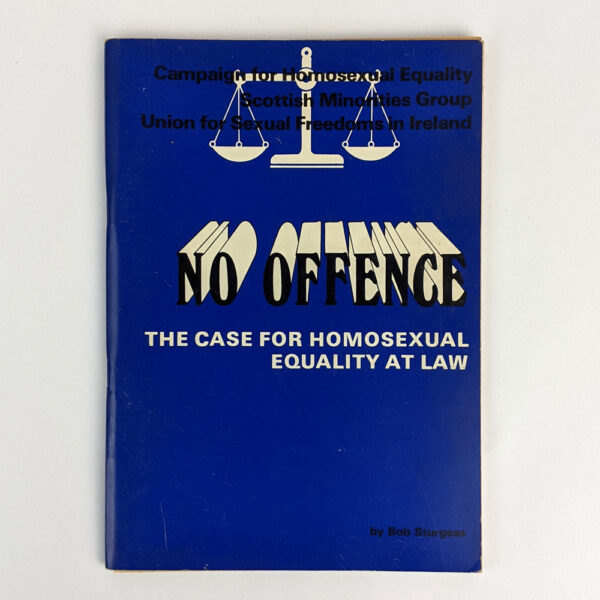 Campaign for Homosexual Equality
Scottish Minorities Group
Union for Sexual Freedoms in Ireland
NO OFFENCE
THE CASE FOR HOMOSEXUAL
EQUALITY AT LAW
by Bob Sturgess